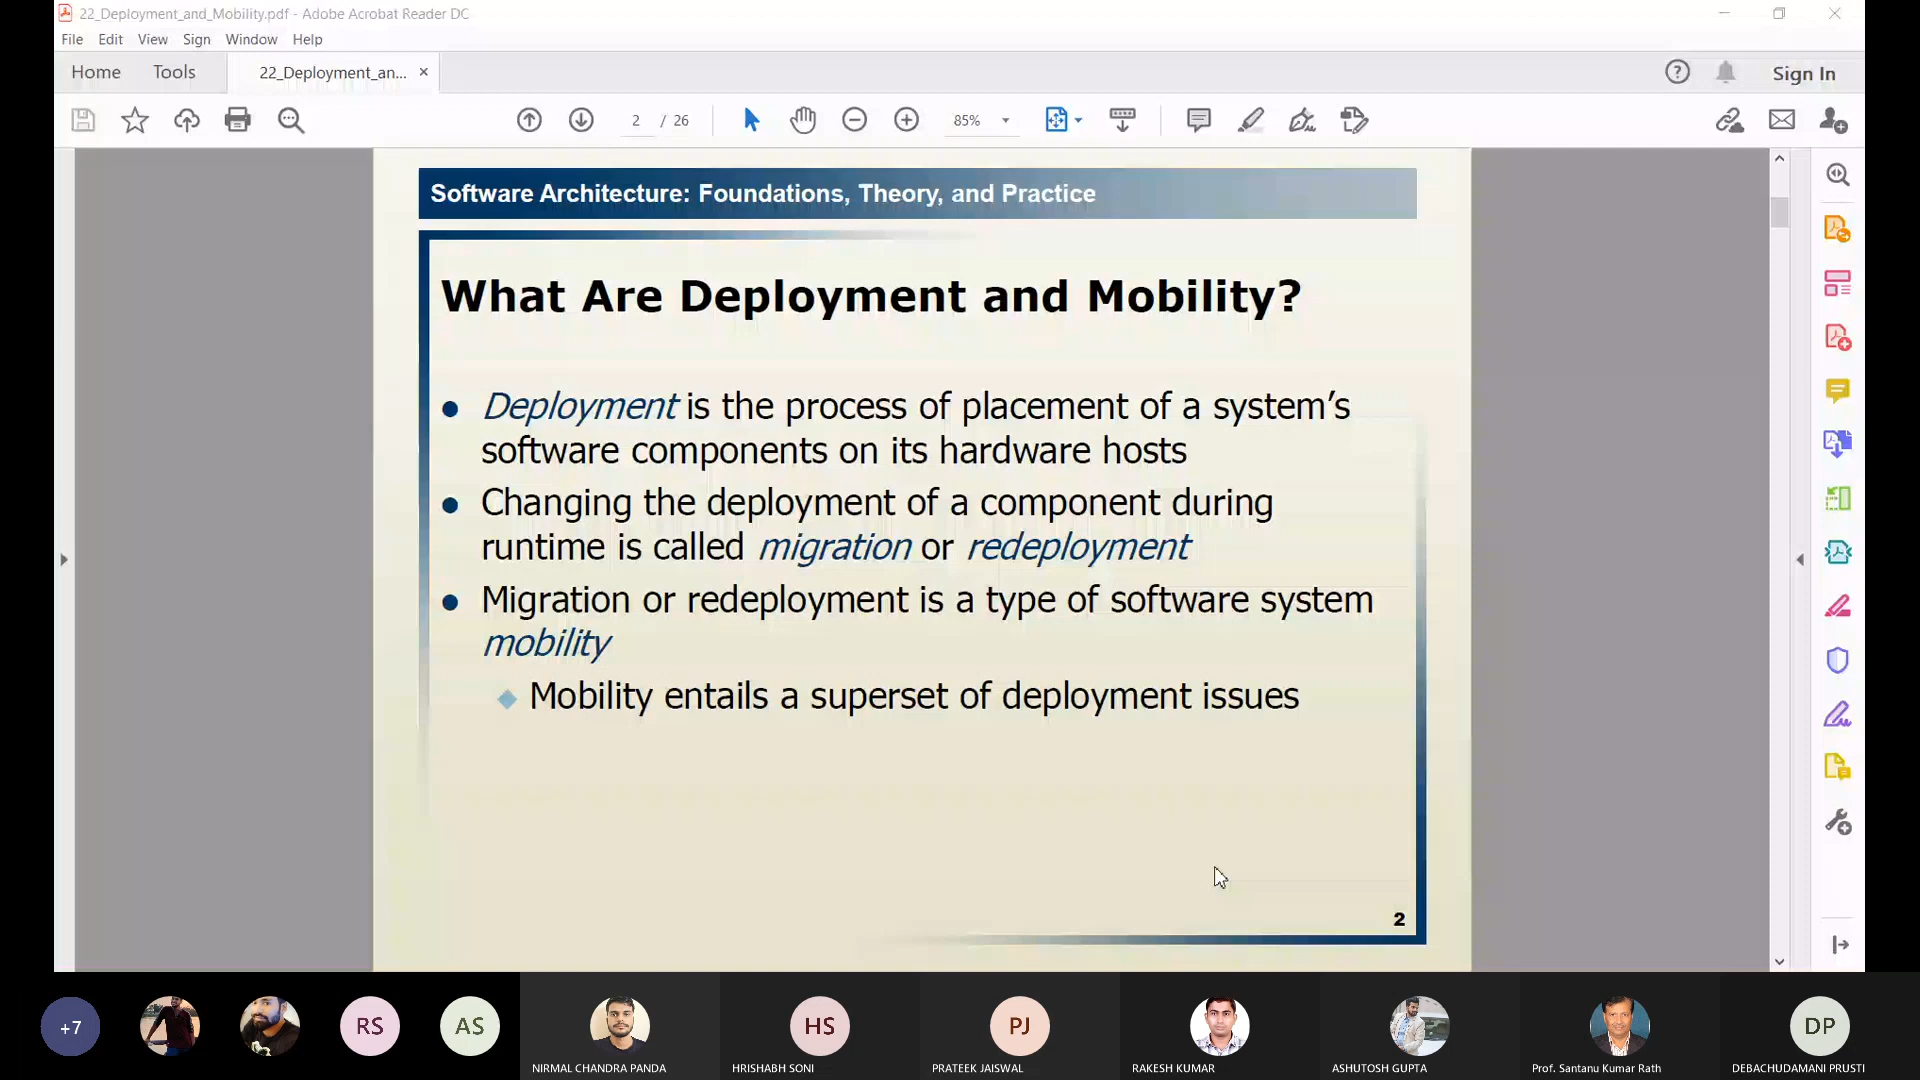 22_Deployment_and_Mobility.pdf - Adobe Acrobat Reader DC
File Edit View Sign Window Help
Home Tools 22_Deployment_an... × Sign In
2 / 26 85%
Software Architecture: Foundations, Theory, and Practice
What Are Deployment and Mobility?
Deployment is the process of placement of a system’s
software components on its hardware hosts
Changing the deployment of a component during
runtime is called migration or redeployment
Migration or redeployment is a type of software system
mobility
Mobility entails a superset of deployment issues
2
+7 RS AS HS PJ DP
NIRMAL CHANDRA PANDA HRISHABH SONI PRATEEK JAISWAL RAKESH KUMAR ASHUTOSH GUPTA Prof. Santanu Kumar Rath DEBACHUDAMANI PRUSTI